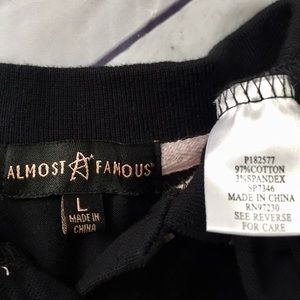 ALMOST FAMOUS
L
MADE IN
CHINA
P182577
97%COTTON
3%SPANDEX
SP7346
MADE IN CHINA
RN97230
SEE REVERSE
FOR CARE